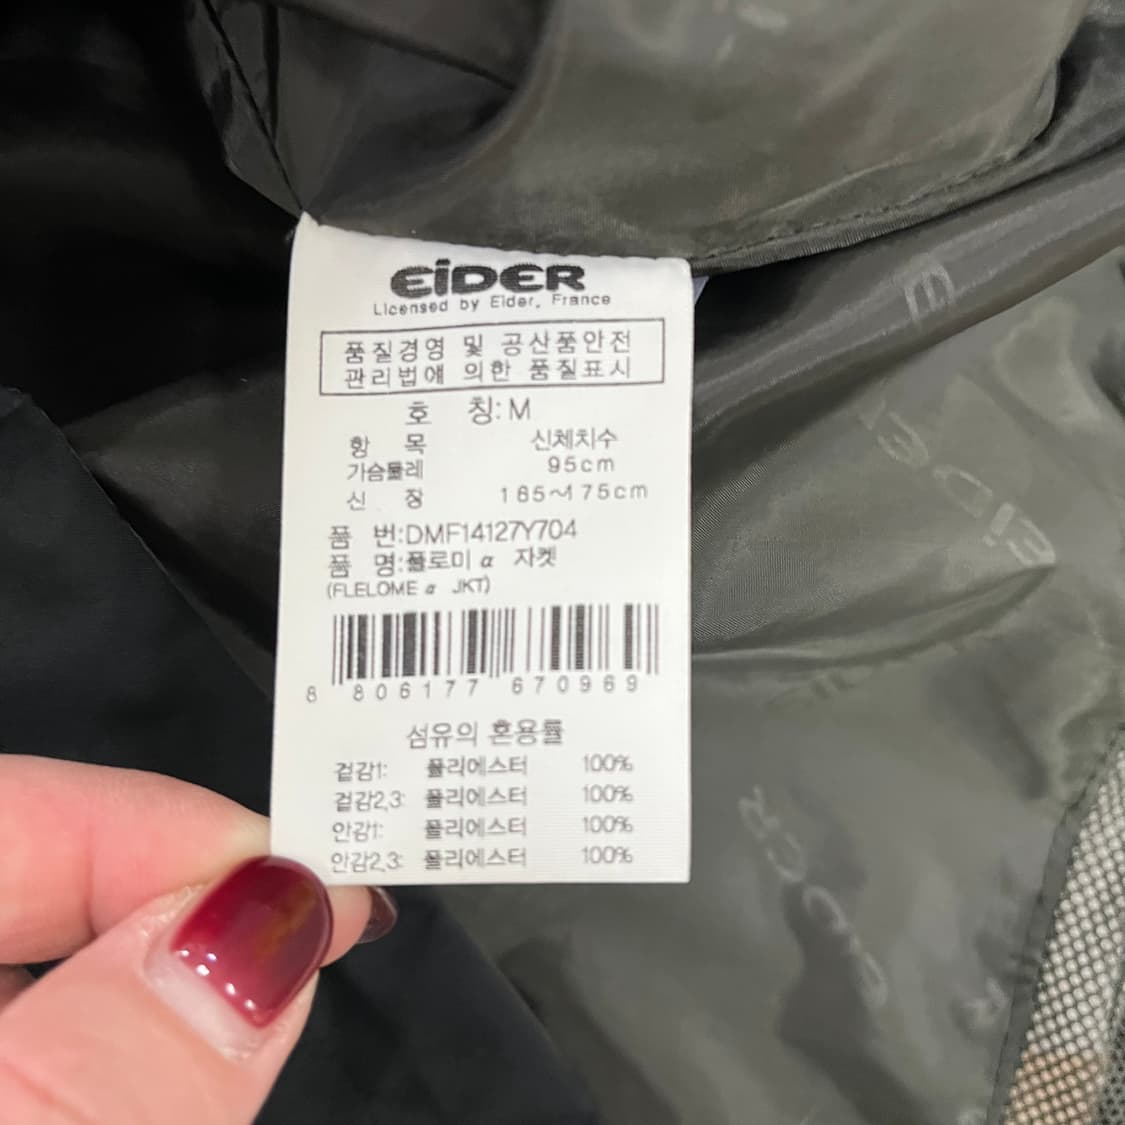 EiDER
Licensed by Eider, France
품질경영 및 공산품안전
관리법에 의한 품질표시
호 칭: M
항 목 신체치수
가슴둘레 95cm
신 장 165~175cm
품 번:DMF14127Y704
품 명:플로미 α 자켓
(FLELOME α JKT)
8 806177 670969
섬유의 혼용률
겉감1: 폴리에스터 100%
겉감2,3: 폴리에스터 100%
안감1: 폴리에스터 100%
안감2,3: 폴리에스터 100%
EIDER
EIDER